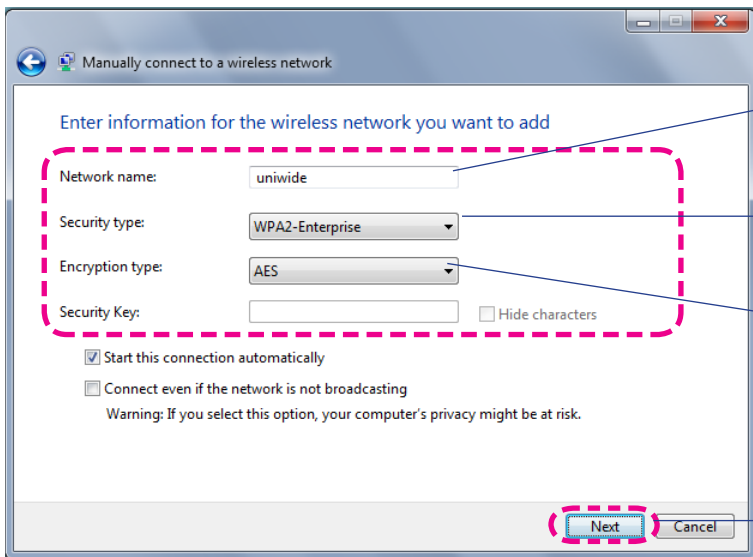 Manually connect to a wireless network
Enter information for the wireless network you want to add
Network name: uniwide
Security type: WPA2-Enterprise
Encryption type: AES
Security Key: Hide characters
Start this connection automatically
Connect even if the network is not broadcasting
Warning: If you select this option, your computer's privacy might be at risk.
Next Cancel